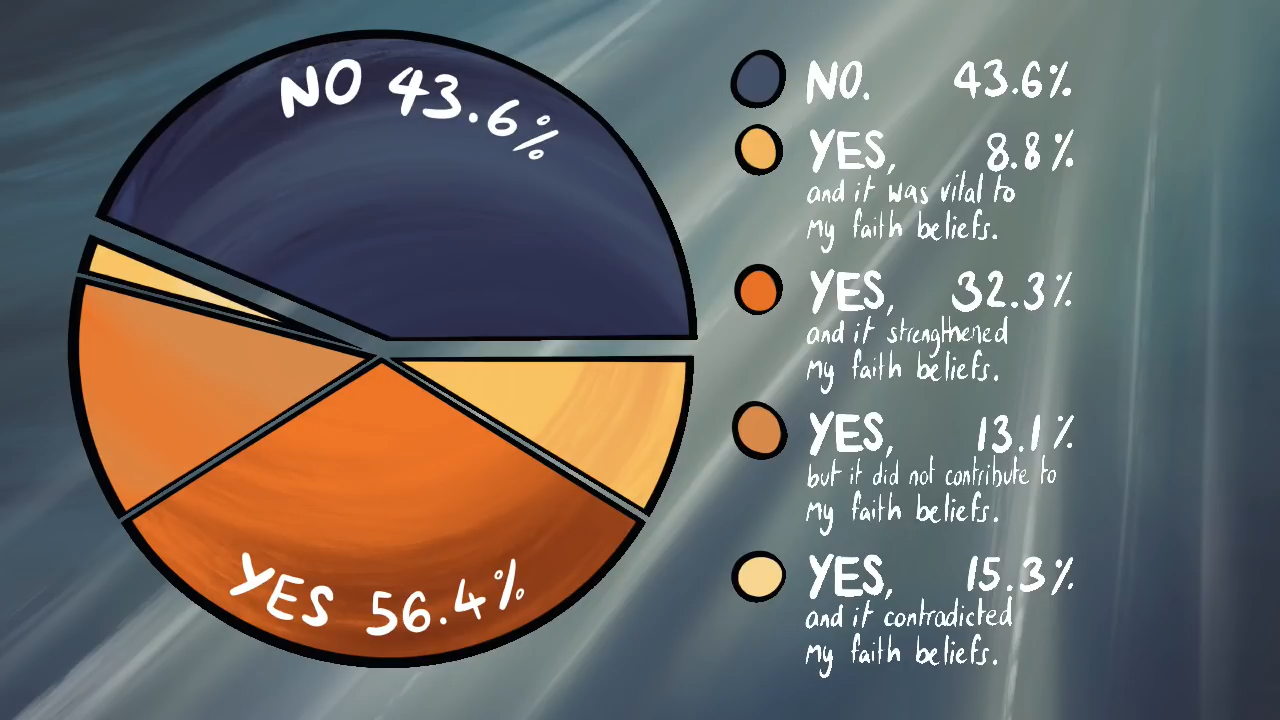 NO 43.6%
YES 56.4%
NO. 43.6%
YES, 8.8%
and it was vital to
my faith beliefs.
YES, 32.3%
and it strengthened
my faith beliefs.
YES, 13.1%
but it did not contribute to
my faith beliefs.
YES, 15.3%
and it contradicted
my faith beliefs.